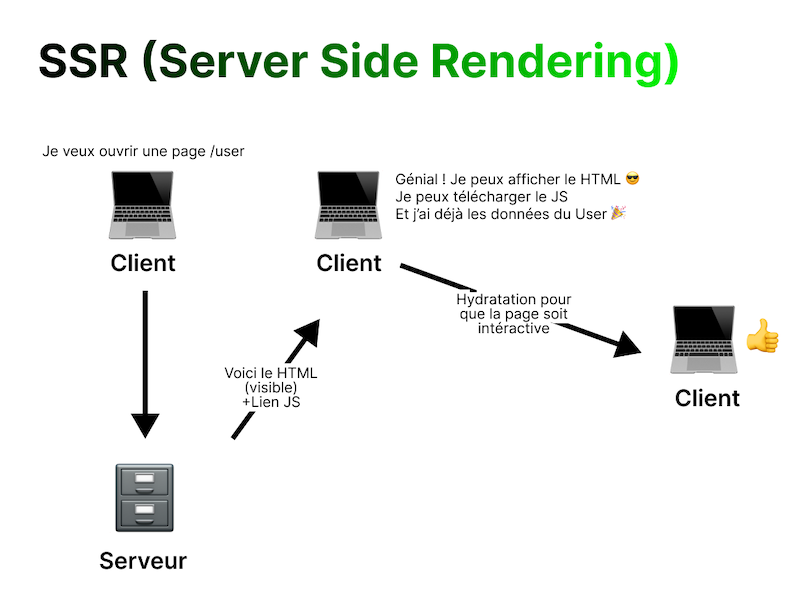 SSR (Server Side Rendering)
Je veux ouvrir une page /user
Génial ! Je peux afficher le HTML 😎
Je peux télécharger le JS
Et j’ai déjà les données du User 🎉
Client
Client
Hydratation pour
que la page soit
intéractive
Voici le HTML
(visible)
+Lien JS
Client
Serveur